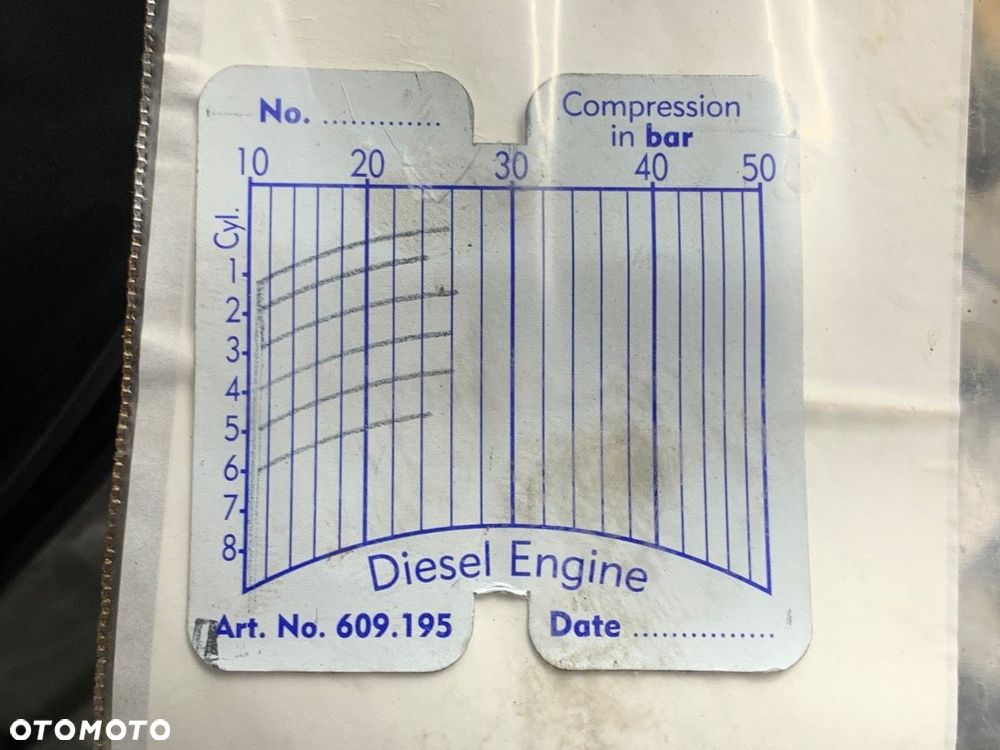 No. .............
Compression
in bar
10 20 30 40 50
Cyl.
1
2
3
4
5
6
7
8
Diesel Engine
Art. No. 609.195
Date ...............
OTOMOTO